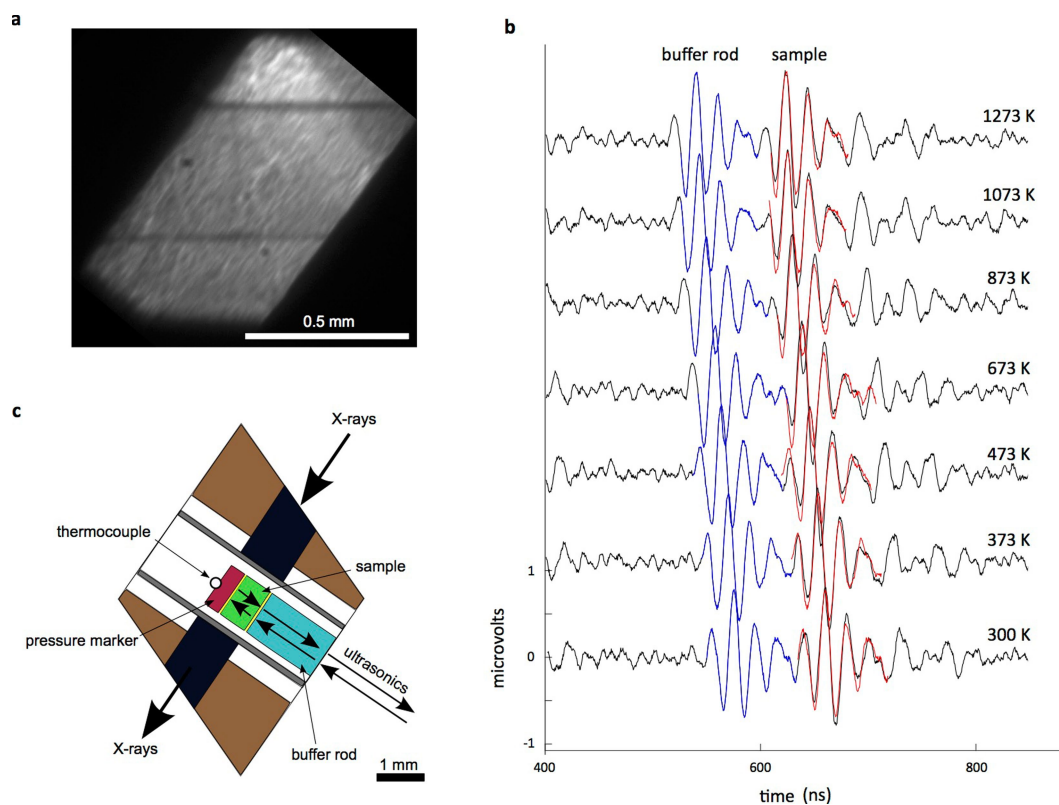 a
0.5 mm
b
buffer rod
sample
1273 K
1073 K
873 K
673 K
473 K
373 K
300 K
1
0
-1
microvolts
400
600
800
time (ns)
c
X-rays
thermocouple
sample
pressure marker
ultrasonics
X-rays
buffer rod
1 mm